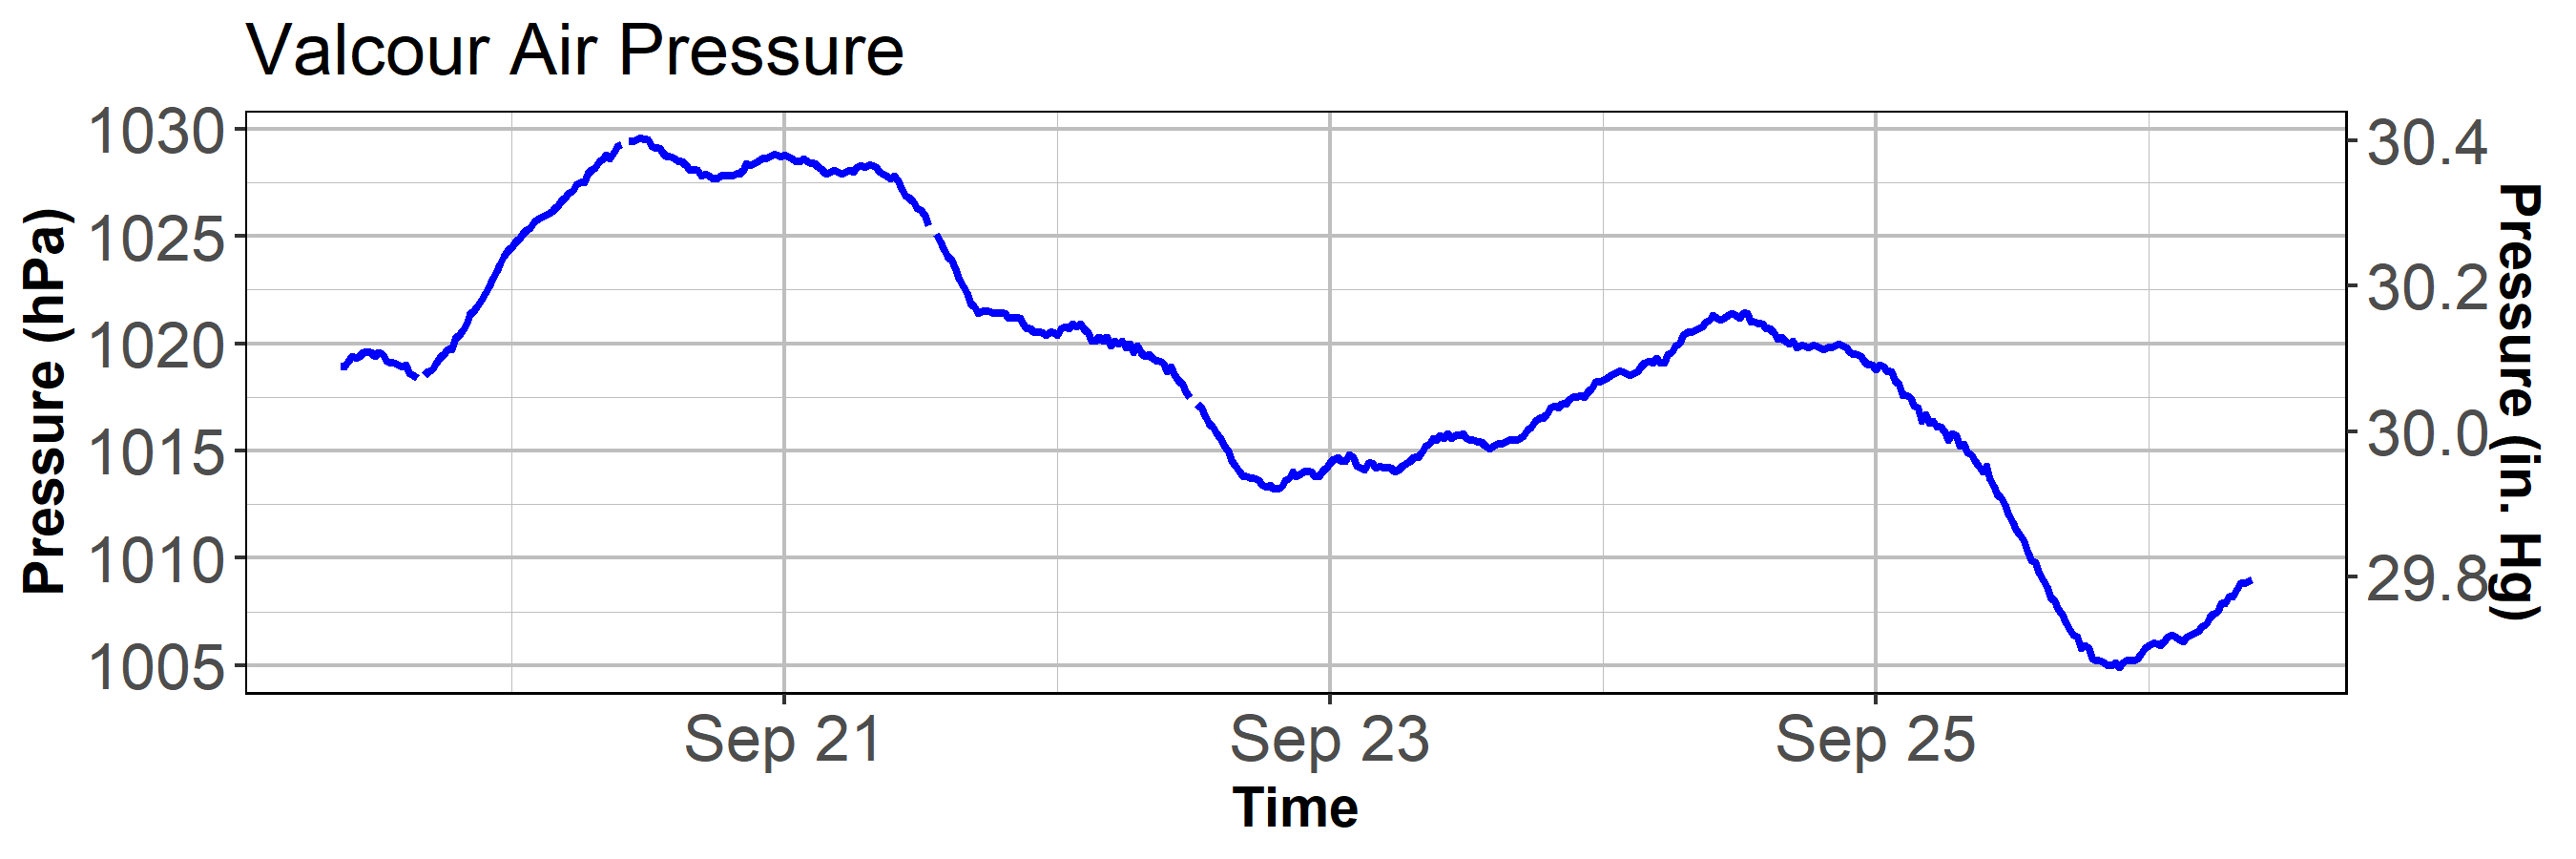 Valcour Air Pressure
1030
1025
1020
1015
1010
1005
Pressure (hPa)
30.4
30.2
30.0
29.8
Pressure (in. Hg)
Sep 21
Sep 23
Sep 25
Time